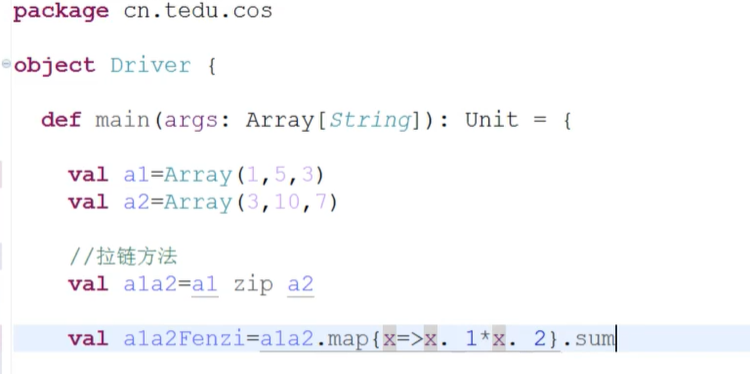 package cn.tedu.cos
object Driver {
def main(args: Array[String]): Unit = {
val a1=Array(1,5,3)
val a2=Array(3,10,7)
//拉链方法
val a1a2=a1 zip a2
val a1a2Fenzi=a1a2.map{x=>x. 1*x. 2}.sum